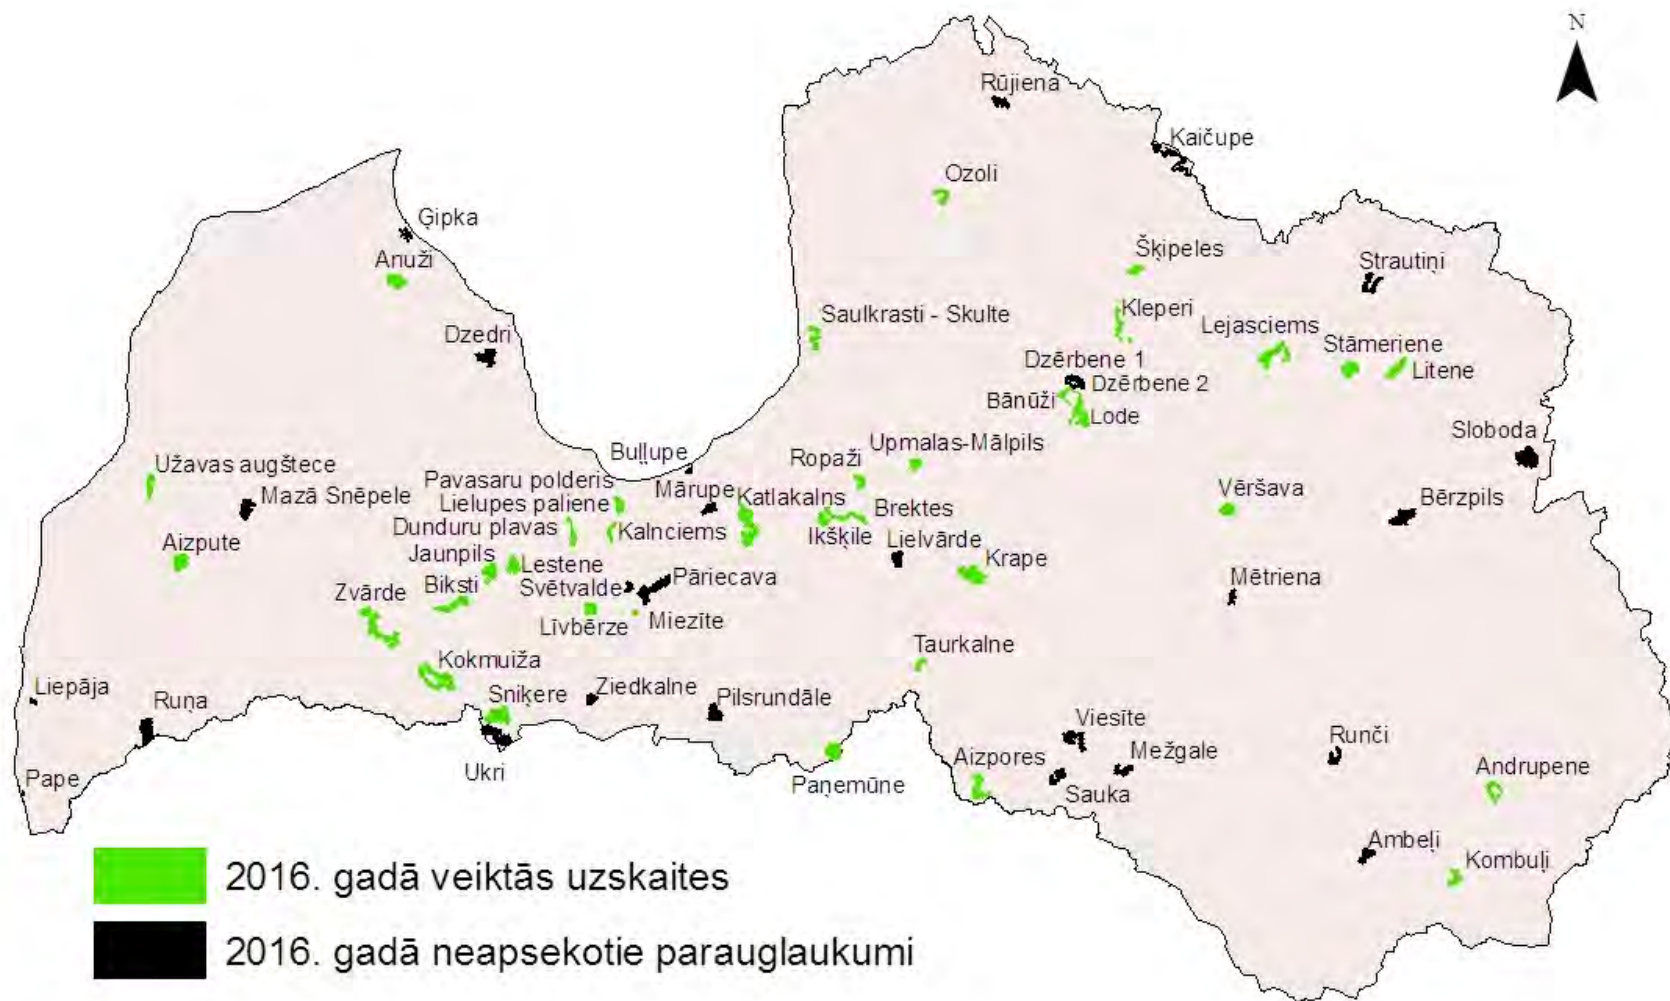 N
Rūjiena
Kaičupe
Ozoli
Ģipka
Anuži
Šķipeles
Strautiņi
Dzedri
Saulkrasti - Skulte
Kleperi
Lejasciems
Stāmeriene
Litene
Dzērbene 1
Dzērbene 2
Bānūži
Lode
Sloboda
Užavas augštece
Mazā Snēpele
Buļļupe
Pavasaru polderis
Lielupes paliene
Dunduru plavas
Kalnciems
Mārupe
Katlakalns
Ropaži
Upmalas-Mālpils
Brektes
Ikšķile
Lielvārde
Krape
Vēršava
Bērzpils
Aizpute
Jaunpils
Lestene
Biksti
Svētvalde
Pāriecava
Zvārde
Līvbērze
Miezīte
Mētriena
Taurkalne
Kokmuiža
Sniķere
Ziedkalne
Pilsrundāle
Liepāja
Ruņa
Pape
Ukri
Paņemūne
Aizpores
Viesīte
Mežgale
Sauka
Runči
Andrupene
Ambeļi
Kombuļi
2016. gadā veiktās uzskaites
2016. gadā neapsekotie parauglaukumi